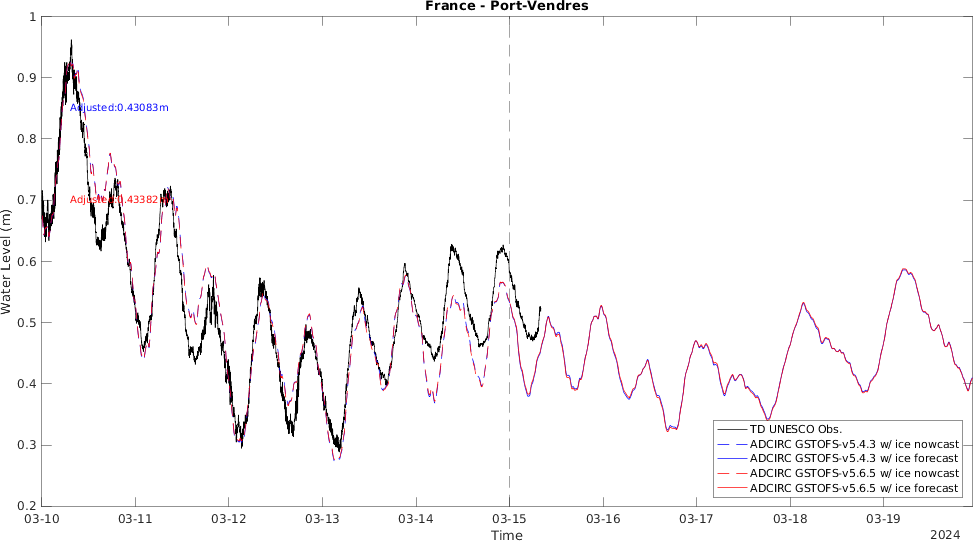 France - Port-Vendres
1
0.9
0.8
0.7
0.6
0.5
0.4
0.3
0.2
Water Level (m)
Adjusted:0.43083m
Adjusted:0.43382m
03-10
03-11
03-12
03-13
03-14
03-15
03-16
03-17
03-18
03-19
Time
2024
TD UNESCO Obs.
ADCIRC GSTOFS-v5.4.3 w/ ice nowcast
ADCIRC GSTOFS-v5.4.3 w/ ice forecast
ADCIRC GSTOFS-v5.6.5 w/ ice nowcast
ADCIRC GSTOFS-v5.6.5 w/ ice forecast